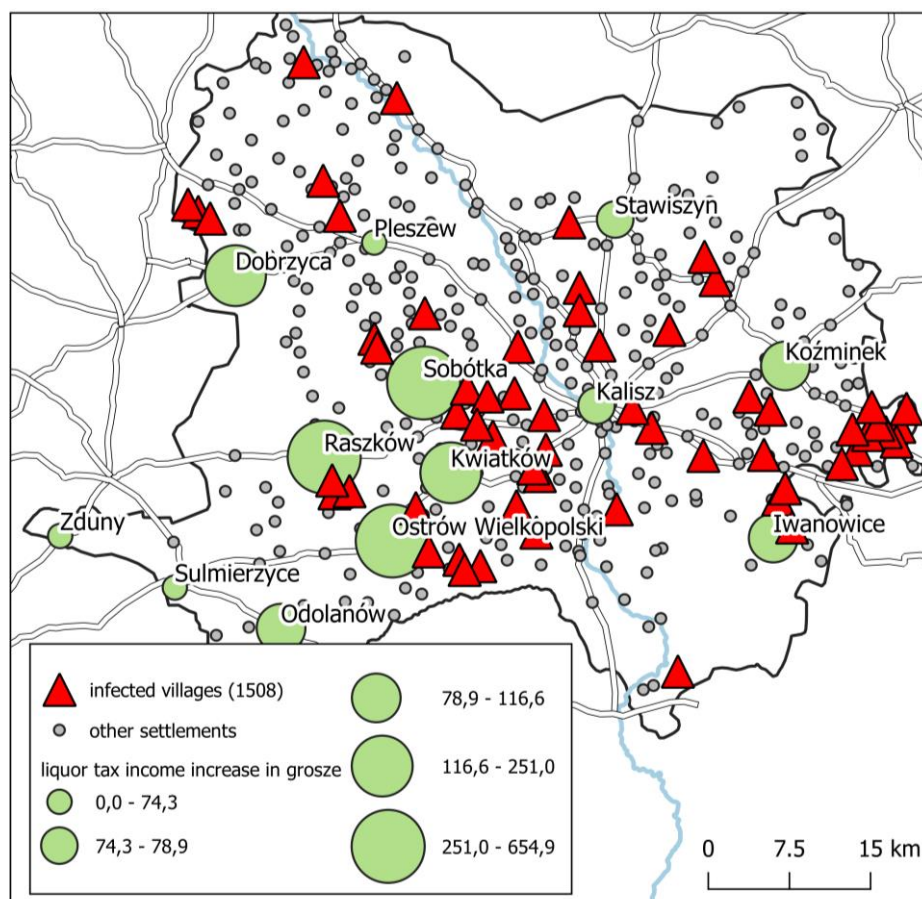 Stawiszyn
Pleszew
Dobrzyca
Koźminek
Sobótka
Kalisz
Raszków
Kwiatków
Zduny
Ostrów Wielkopolski
Iwanowice
Sulmierzyce
Odolanów
infected villages (1508)
other settlements
liquor tax income increase in grosze
0,0 - 74,3
74,3 - 78,9
78,9 - 116,6
116,6 - 251,0
251,0 - 654,9
0 7.5 15 km